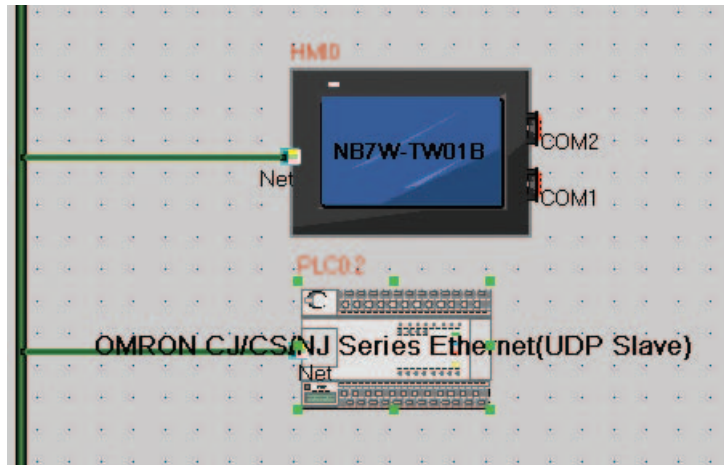 HMI0
NB7W-TW01B
COM2
Net
COM1
PLC0:2
OMRON CJ/CS/NJ Series Ethernet(UDP Slave)
Net